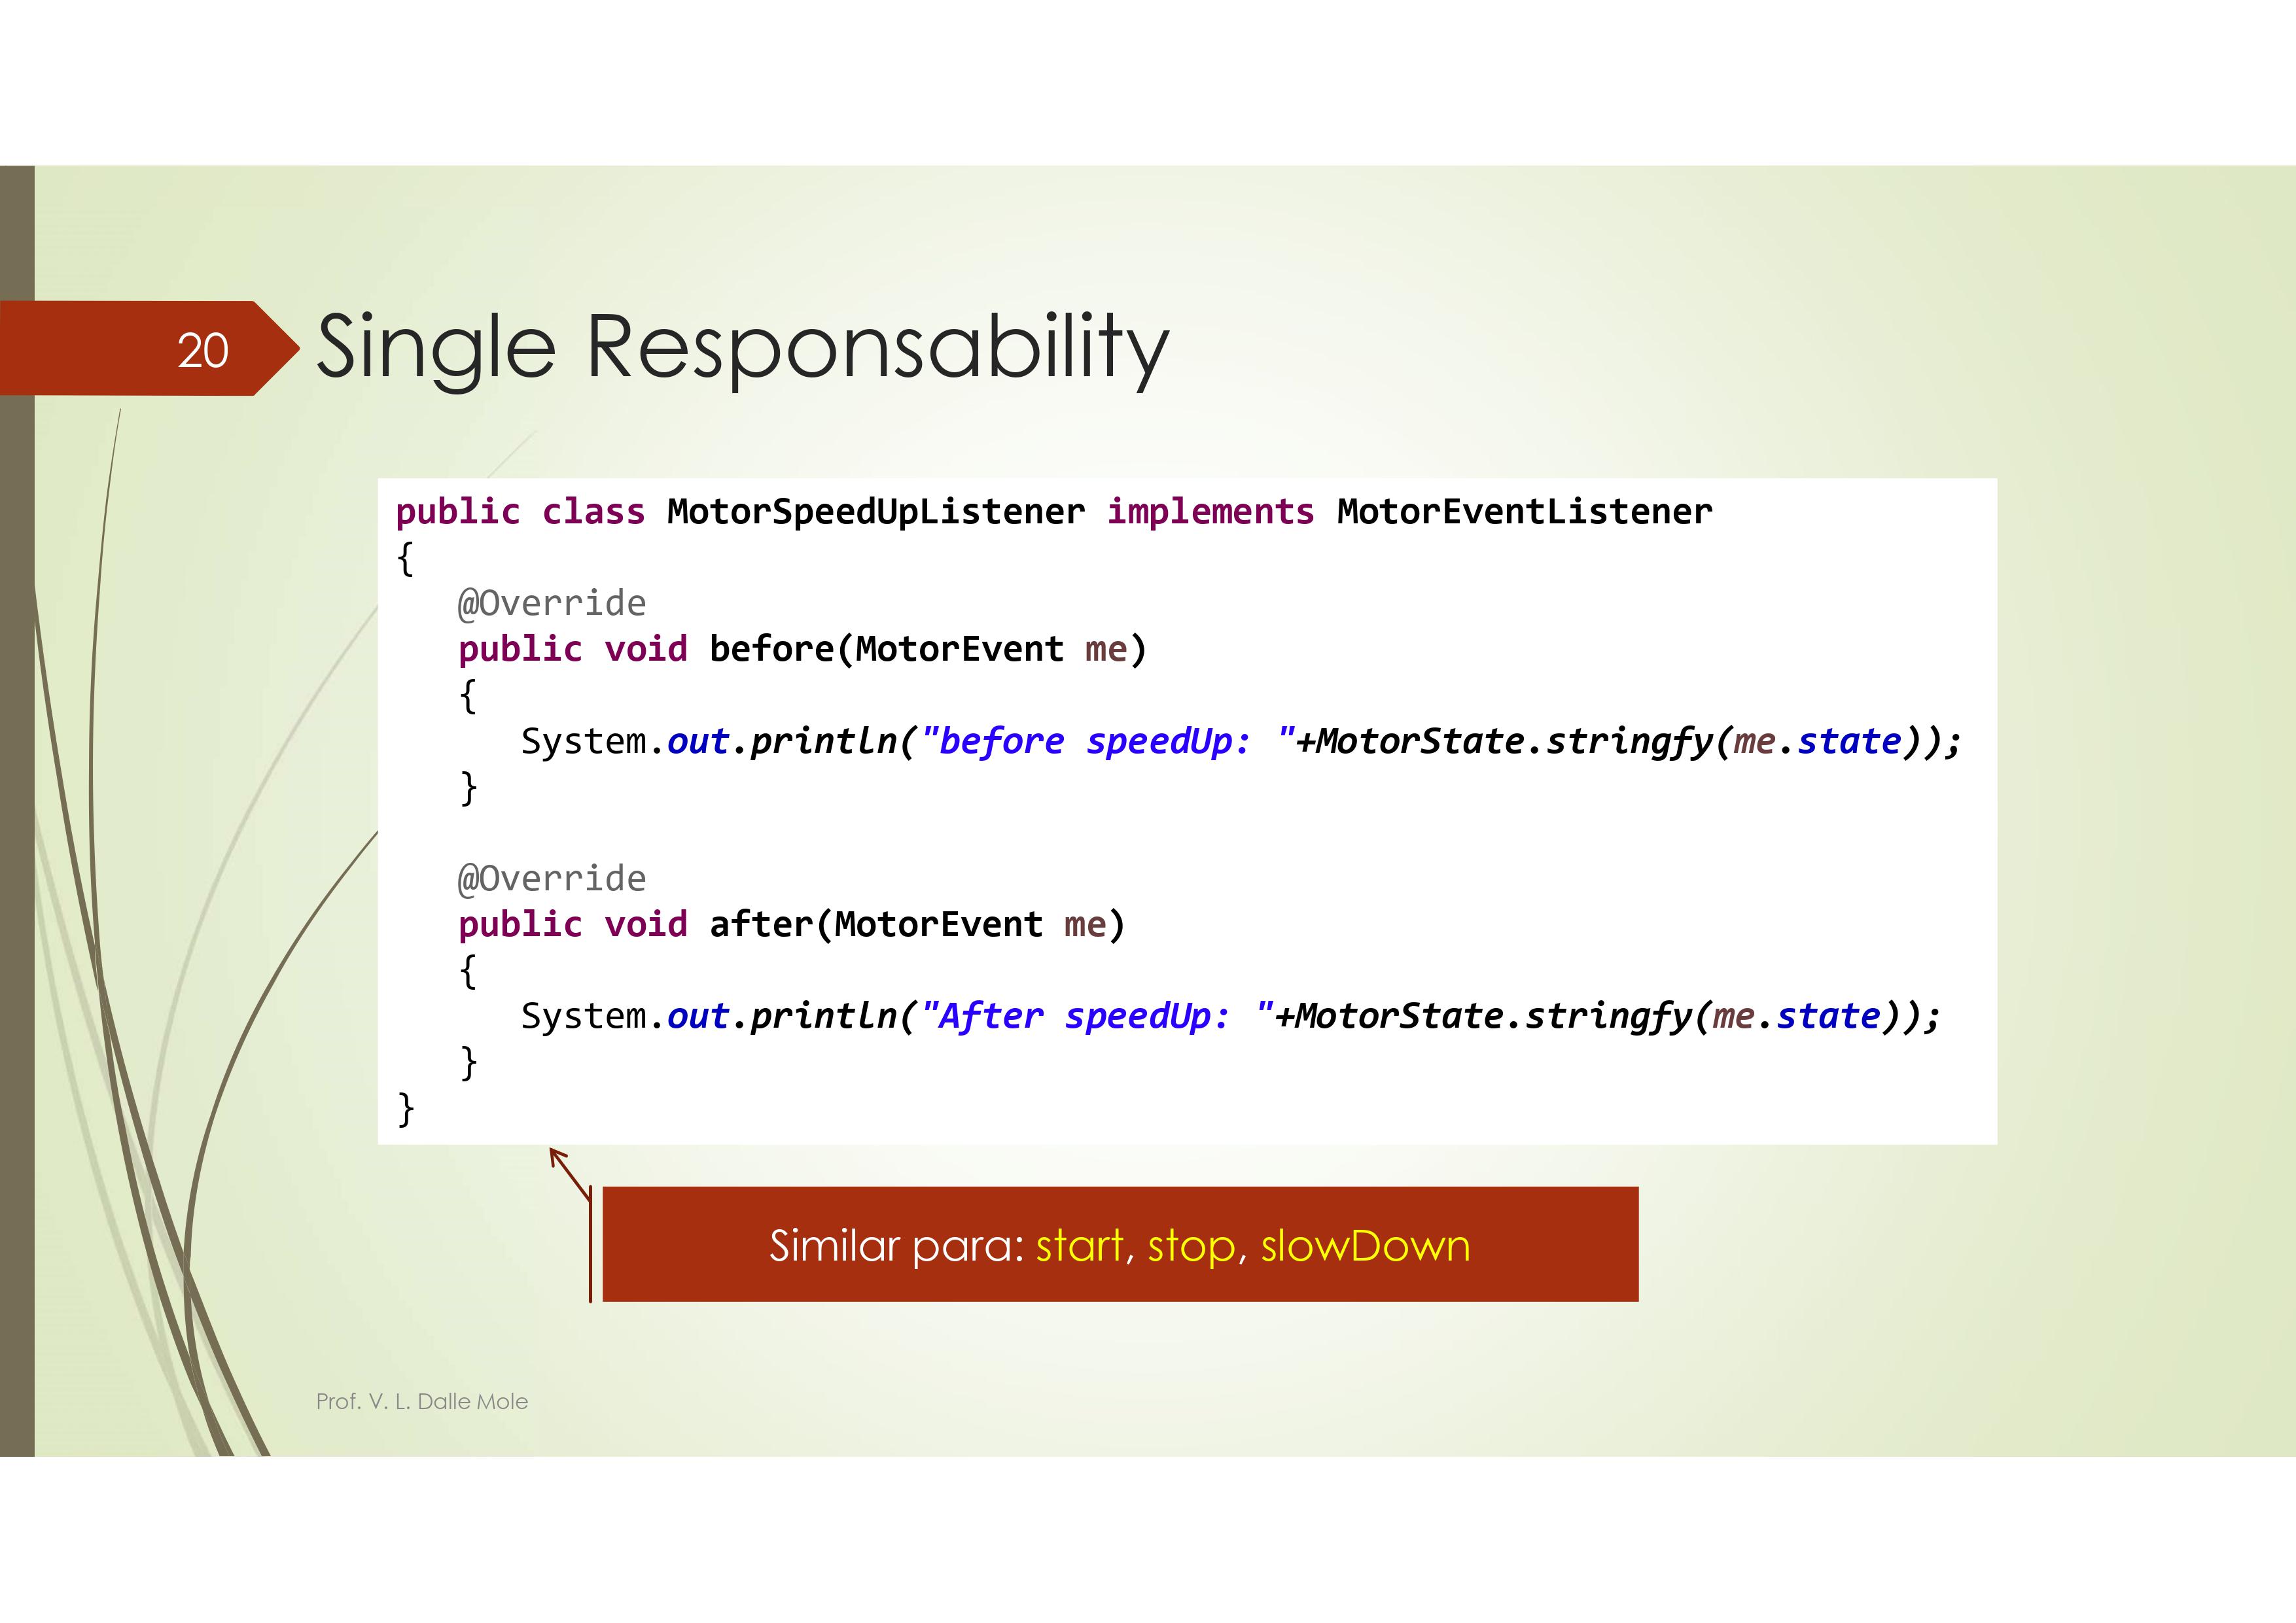 20
Single Responsability
public class MotorSpeedUpListener implements MotorEventListener
{
@Override
public void before(MotorEvent me)
{
System.out.println("before speedUp: "+MotorState.stringfy(me.state));
}
@Override
public void after(MotorEvent me)
{
System.out.println("After speedUp: "+MotorState.stringfy(me.state));
}
}
Similar para: start, stop, slowDown
Prof. V. L. Dalle Mole